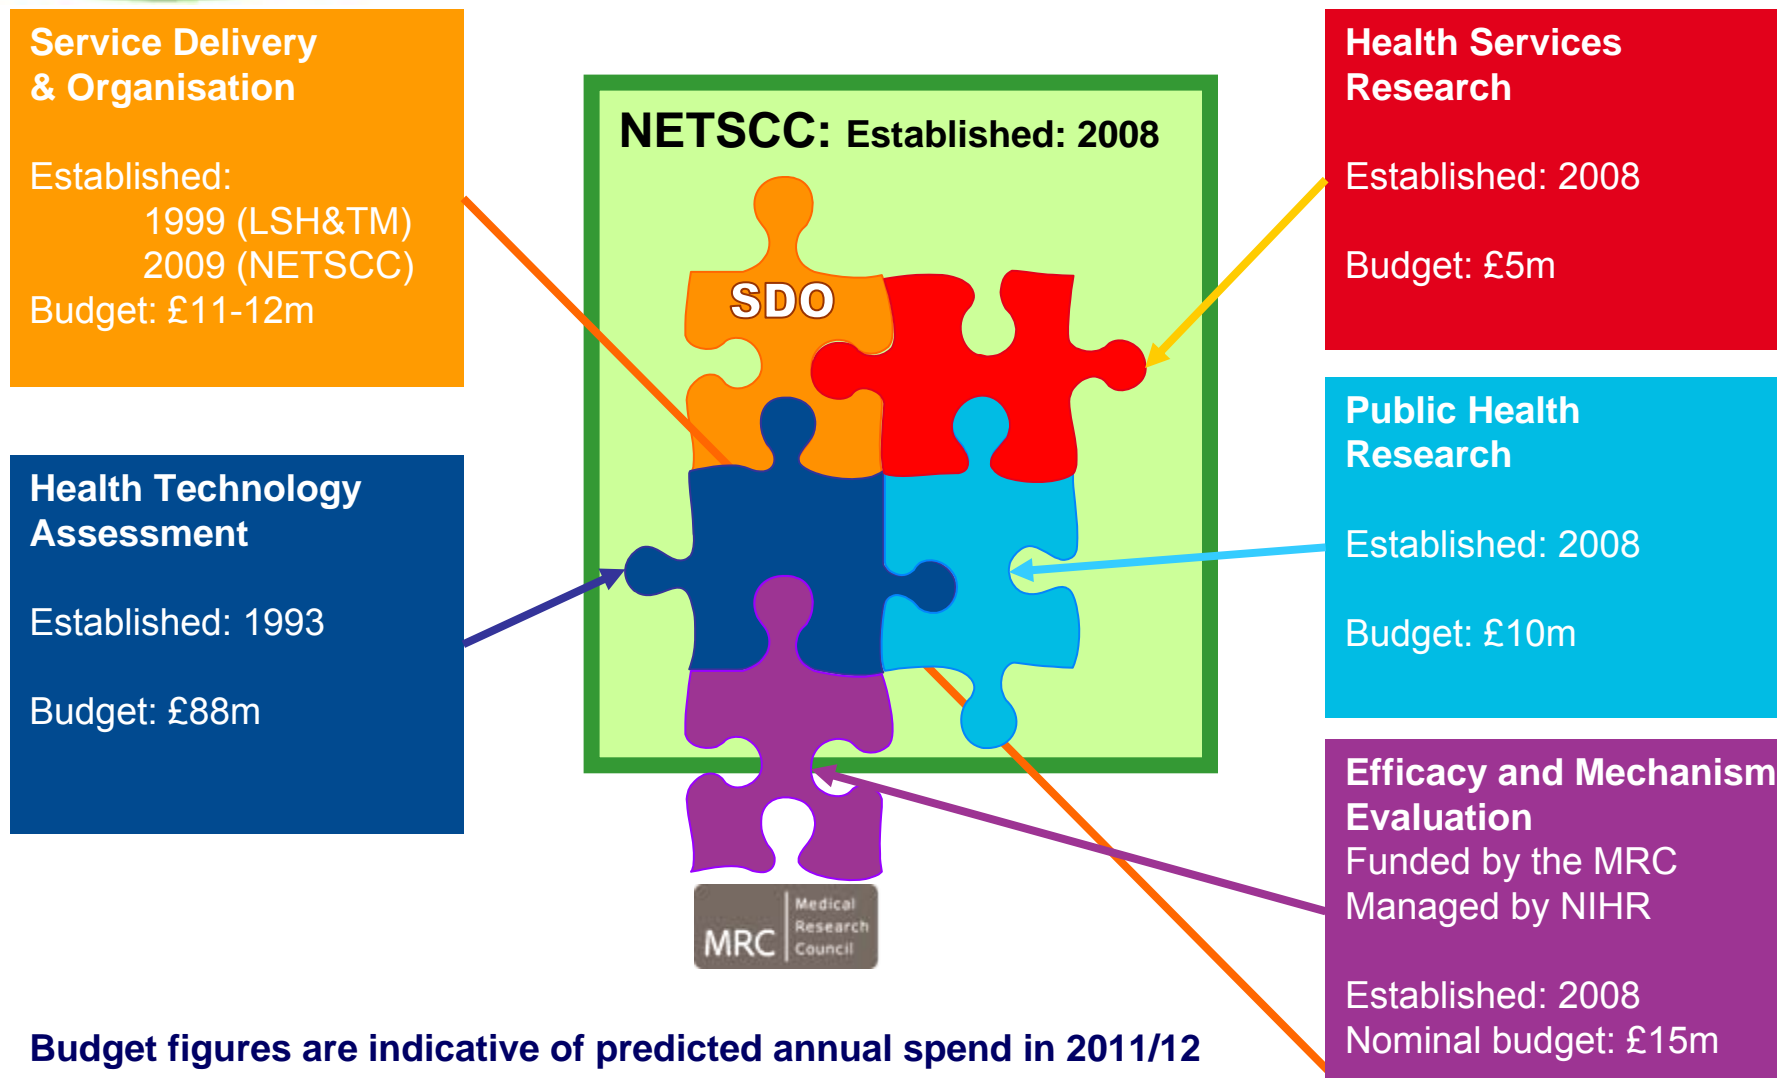 Service Delivery
& Organisation
Established:
1999 (LSH&TM)
2009 (NETSCC)
Budget: £11-12m
Health Technology
Assessment
Established: 1993
Budget: £88m
NETSCC: Established: 2008
SDO
MRC
Medical
Research
Council
Health Services
Research
Established: 2008
Budget: £5m
Public Health
Research
Established: 2008
Budget: £10m
Efficacy and Mechanism
Evaluation
Funded by the MRC
Managed by NIHR
Established: 2008
Nominal budget: £15m
Budget figures are indicative of predicted annual spend in 2011/12